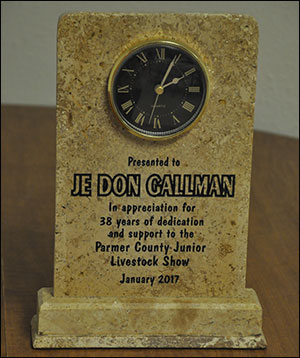 Presented to
JE DON GALLMAN
In appreciation for
38 years of dedication
and support to the
Parmer County Junior
Livestock Show
January 2017